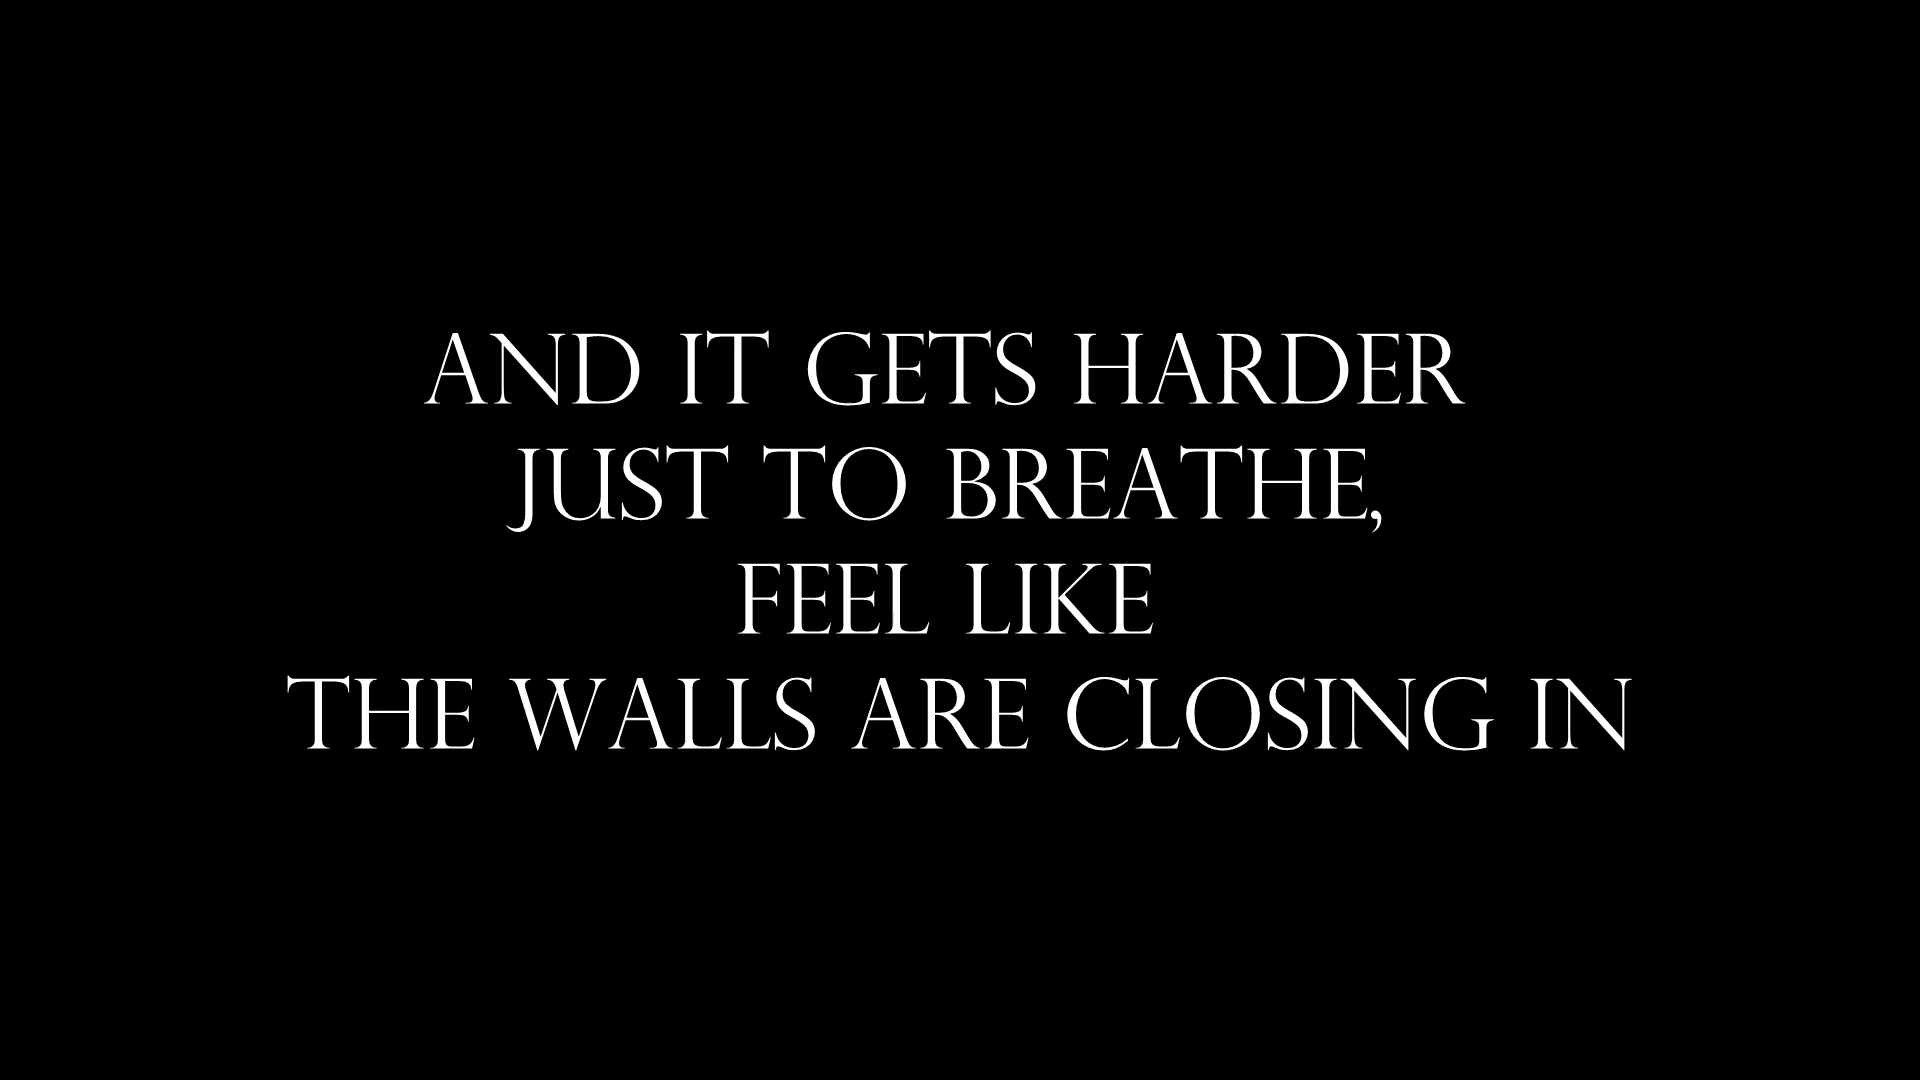 AND IT GETS HARDER
JUST TO BREATHE,
FEEL LIKE
THE WALLS ARE CLOSING IN